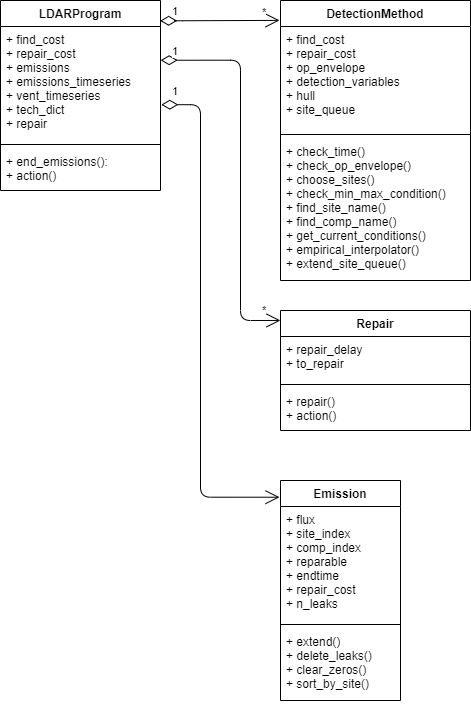 LDARProgram
+ find_cost
+ repair_cost
+ emissions
+ emissions_timeseries
+ vent_timeseries
+ tech_dict
+ repair
+ end_emissions():
+ action()
1
*
1
1
DetectionMethod
+ find_cost
+ repair_cost
+ op_envelope
+ detection_variables
+ hull
+ site_queue
+ check_time()
+ check_op_envelope()
+ choose_sites()
+ check_min_max_condition()
+ find_site_name()
+ find_comp_name()
+ get_current_conditions()
+ empirical_interpolator()
+ extend_site_queue()
*
Repair
+ repair_delay
+ to_repair
+ repair()
+ action()
Emission
+ flux
+ site_index
+ comp_index
+ reparable
+ endtime
+ repair_cost
+ n_leaks
+ extend()
+ delete_leaks()
+ clear_zeros()
+ sort_by_site()